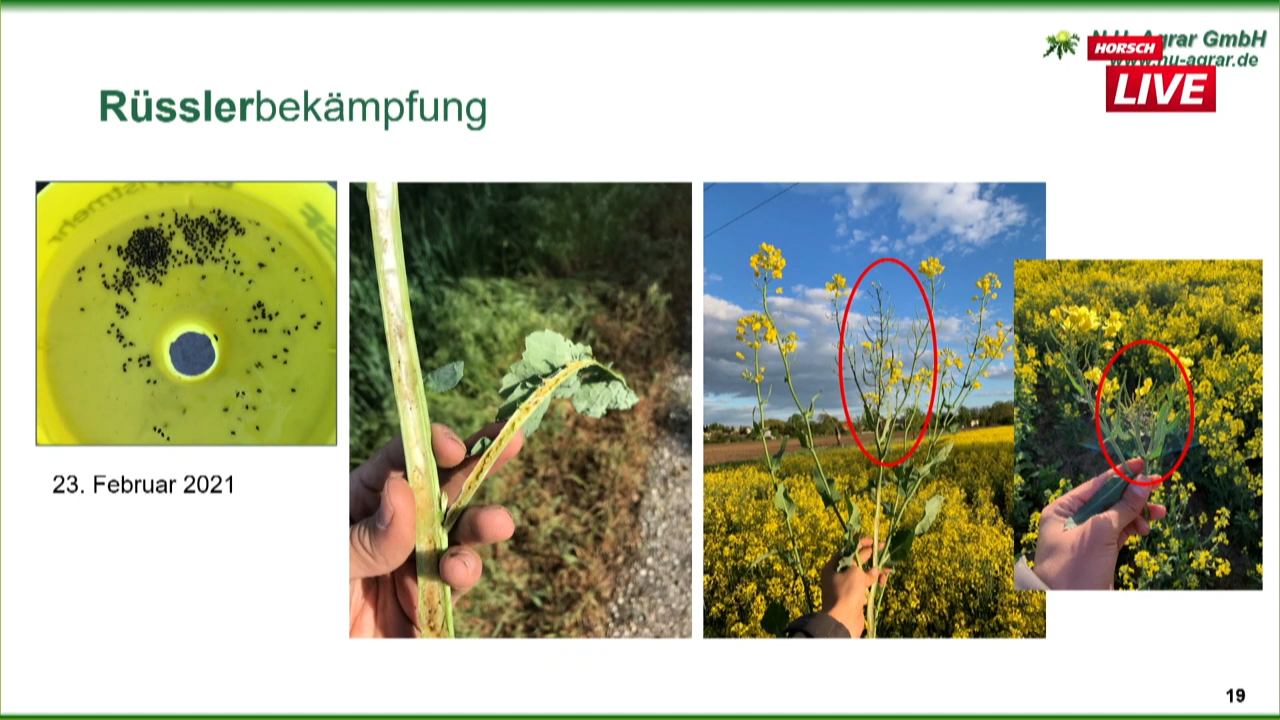 Agrar GmbH
HORSCH
www.nu-agrar.de
LIVE
Rüsslerbekämpfung
23. Februar 2021
19